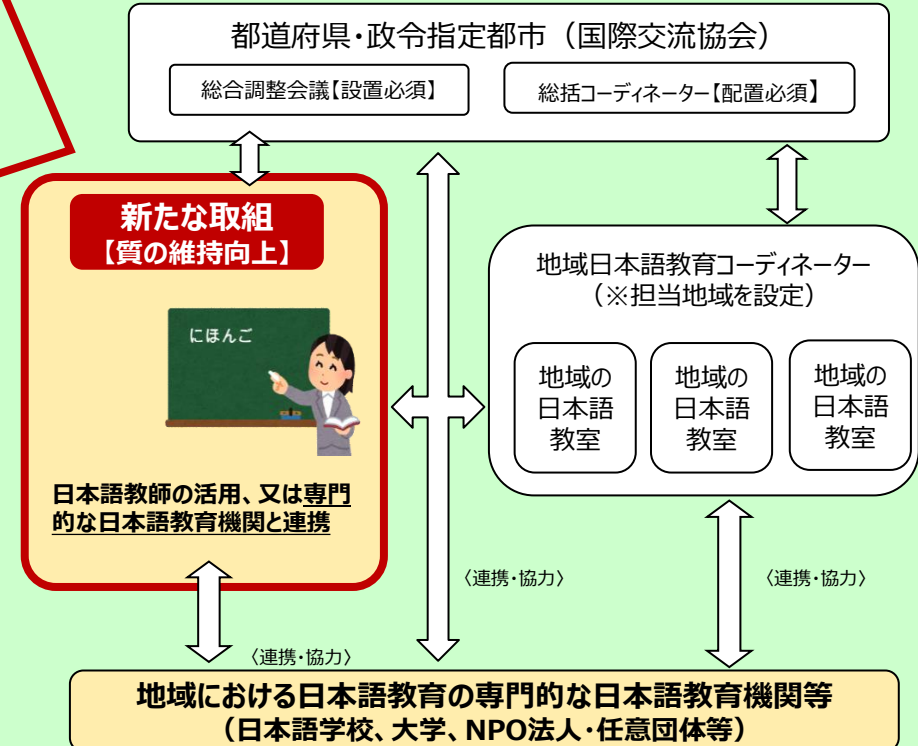 都道府県・政令指定都市（国際交流協会）
総合調整会議【設置必須】
総括コーディネーター【配置必須】
新たな取組
【質の維持向上】
にほんご
日本語教師の活用、又は専門
的な日本語教育機関と連携
地域日本語教育コーディネーター
（※担当地域を設定）
地域の
日本語
教室
地域の
日本語
教室
地域の
日本語
教室
〈連携・協力〉
〈連携・協力〉
〈連携・協力〉
地域における日本語教育の専門的な日本語教育機関等
（日本語学校、大学、NPO法人・任意団体等）